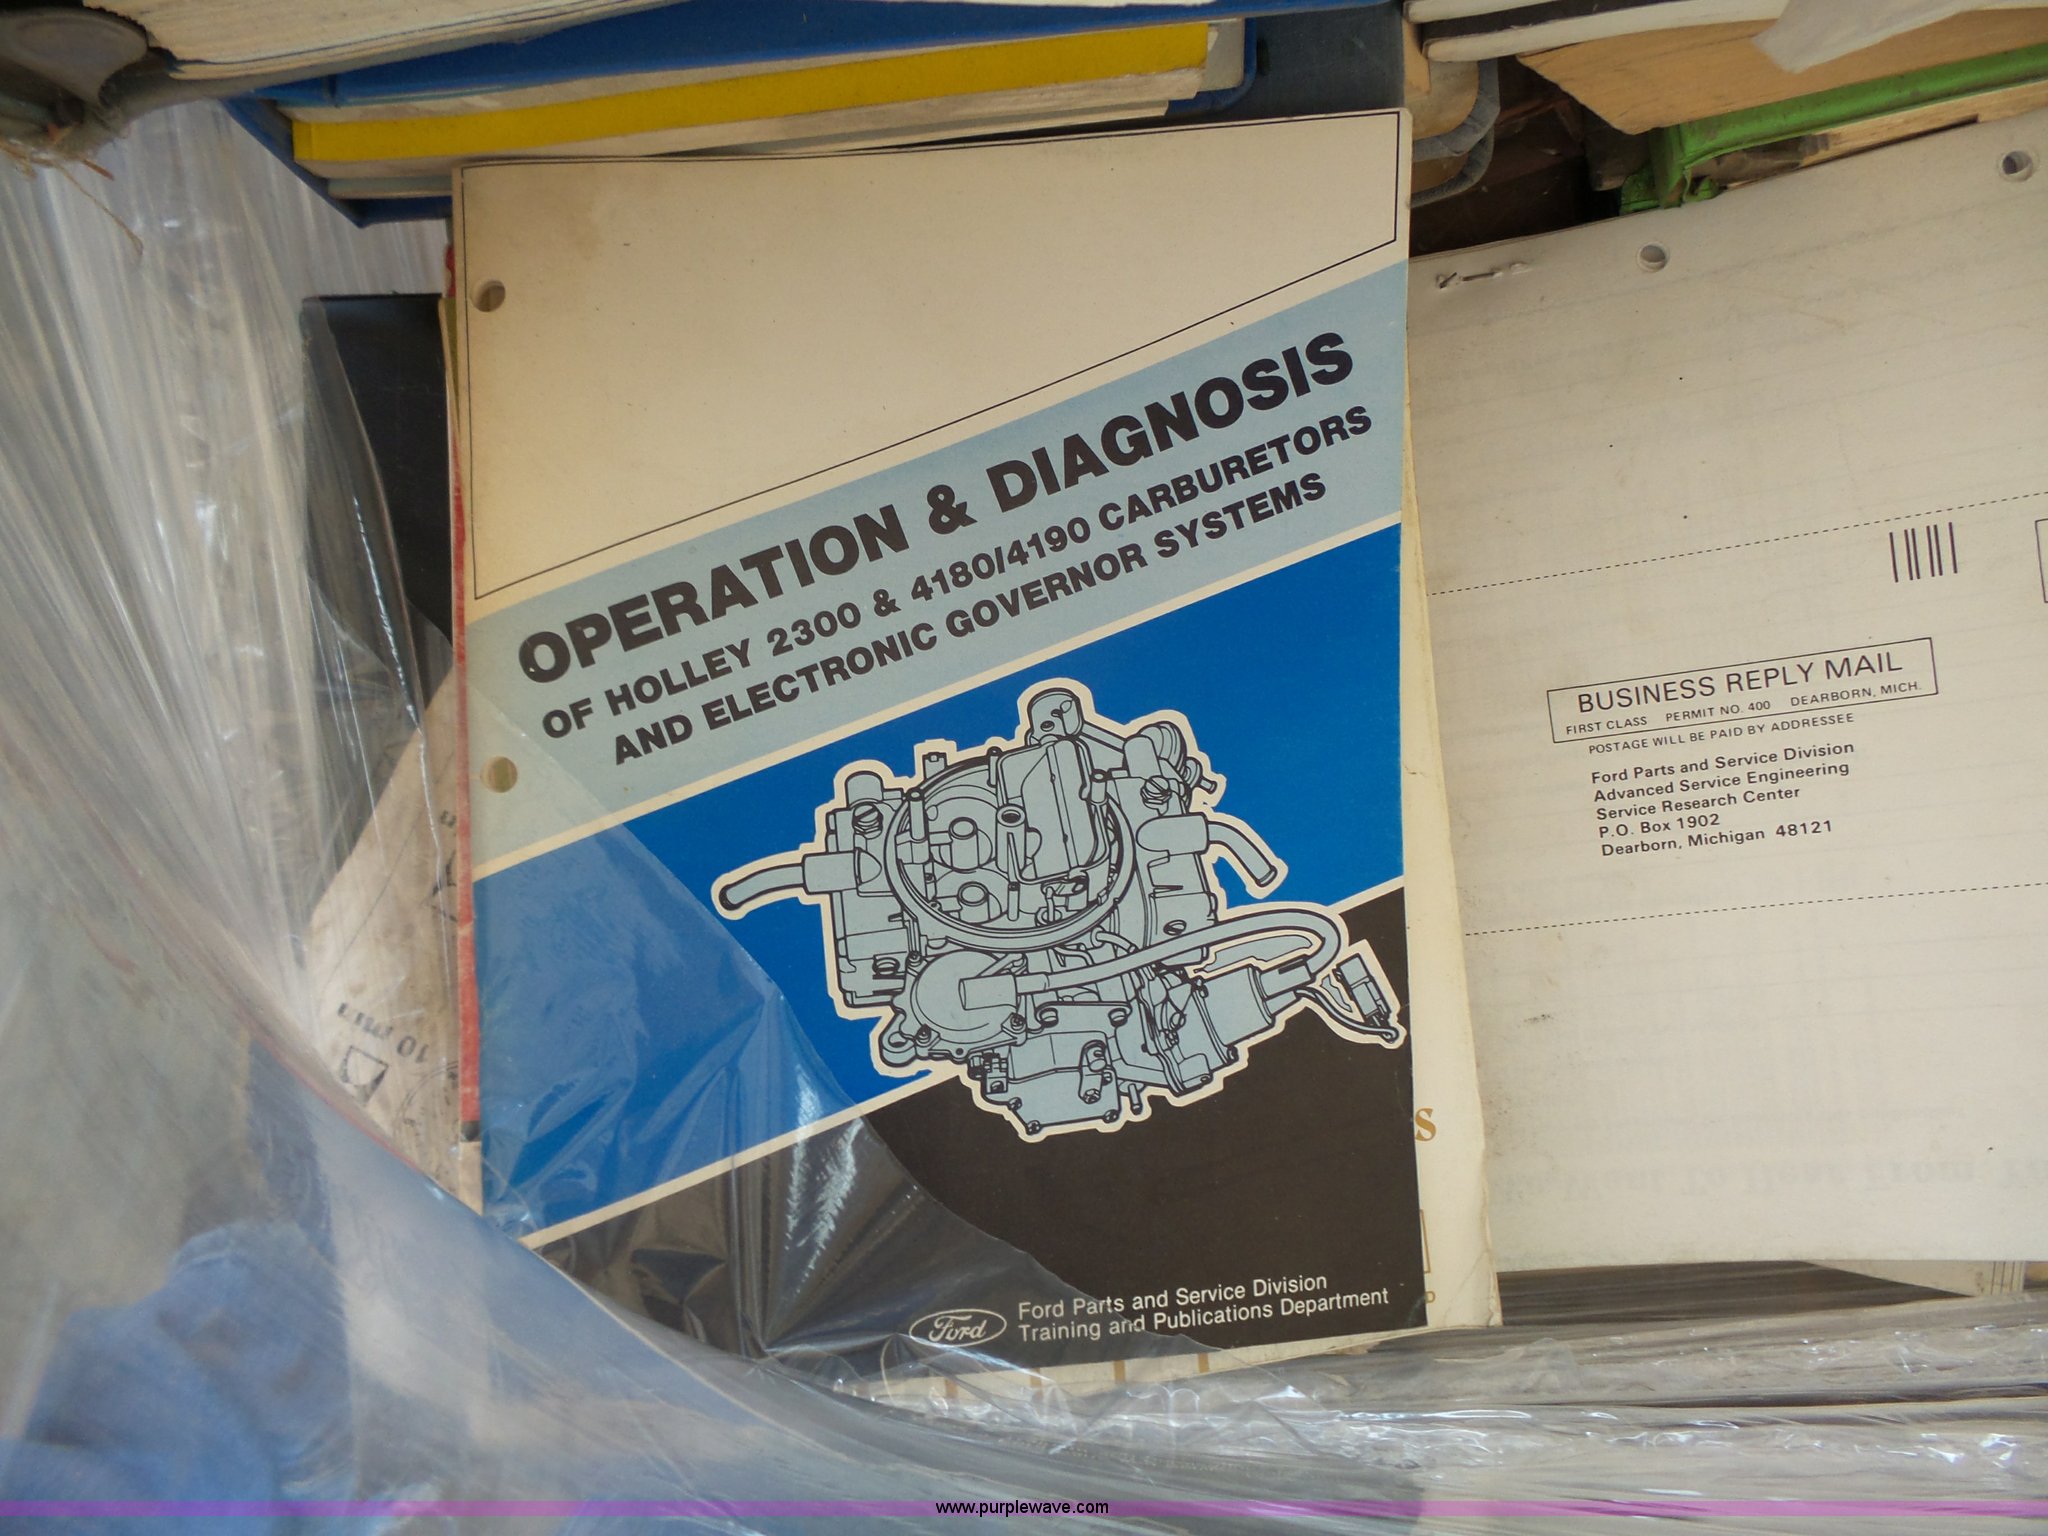 OPERATION & DIAGNOSIS
OF HOLLEY 2300 & 4180/4190 CARBURETORS
AND ELECTRONIC GOVERNOR SYSTEMS
Ford
Ford Parts and Service Division
Training and Publications Department
BUSINESS REPLY MAIL
FIRST CLASS PERMIT NO. 400 DEARBORN, MICH.
POSTAGE WILL BE PAID BY ADDRESSEE
Ford Parts and Service Division
Advanced Service Engineering
Service Research Center
P.O. Box 1902
Dearborn, Michigan 48121
10 mm
s
www.purplewave.com